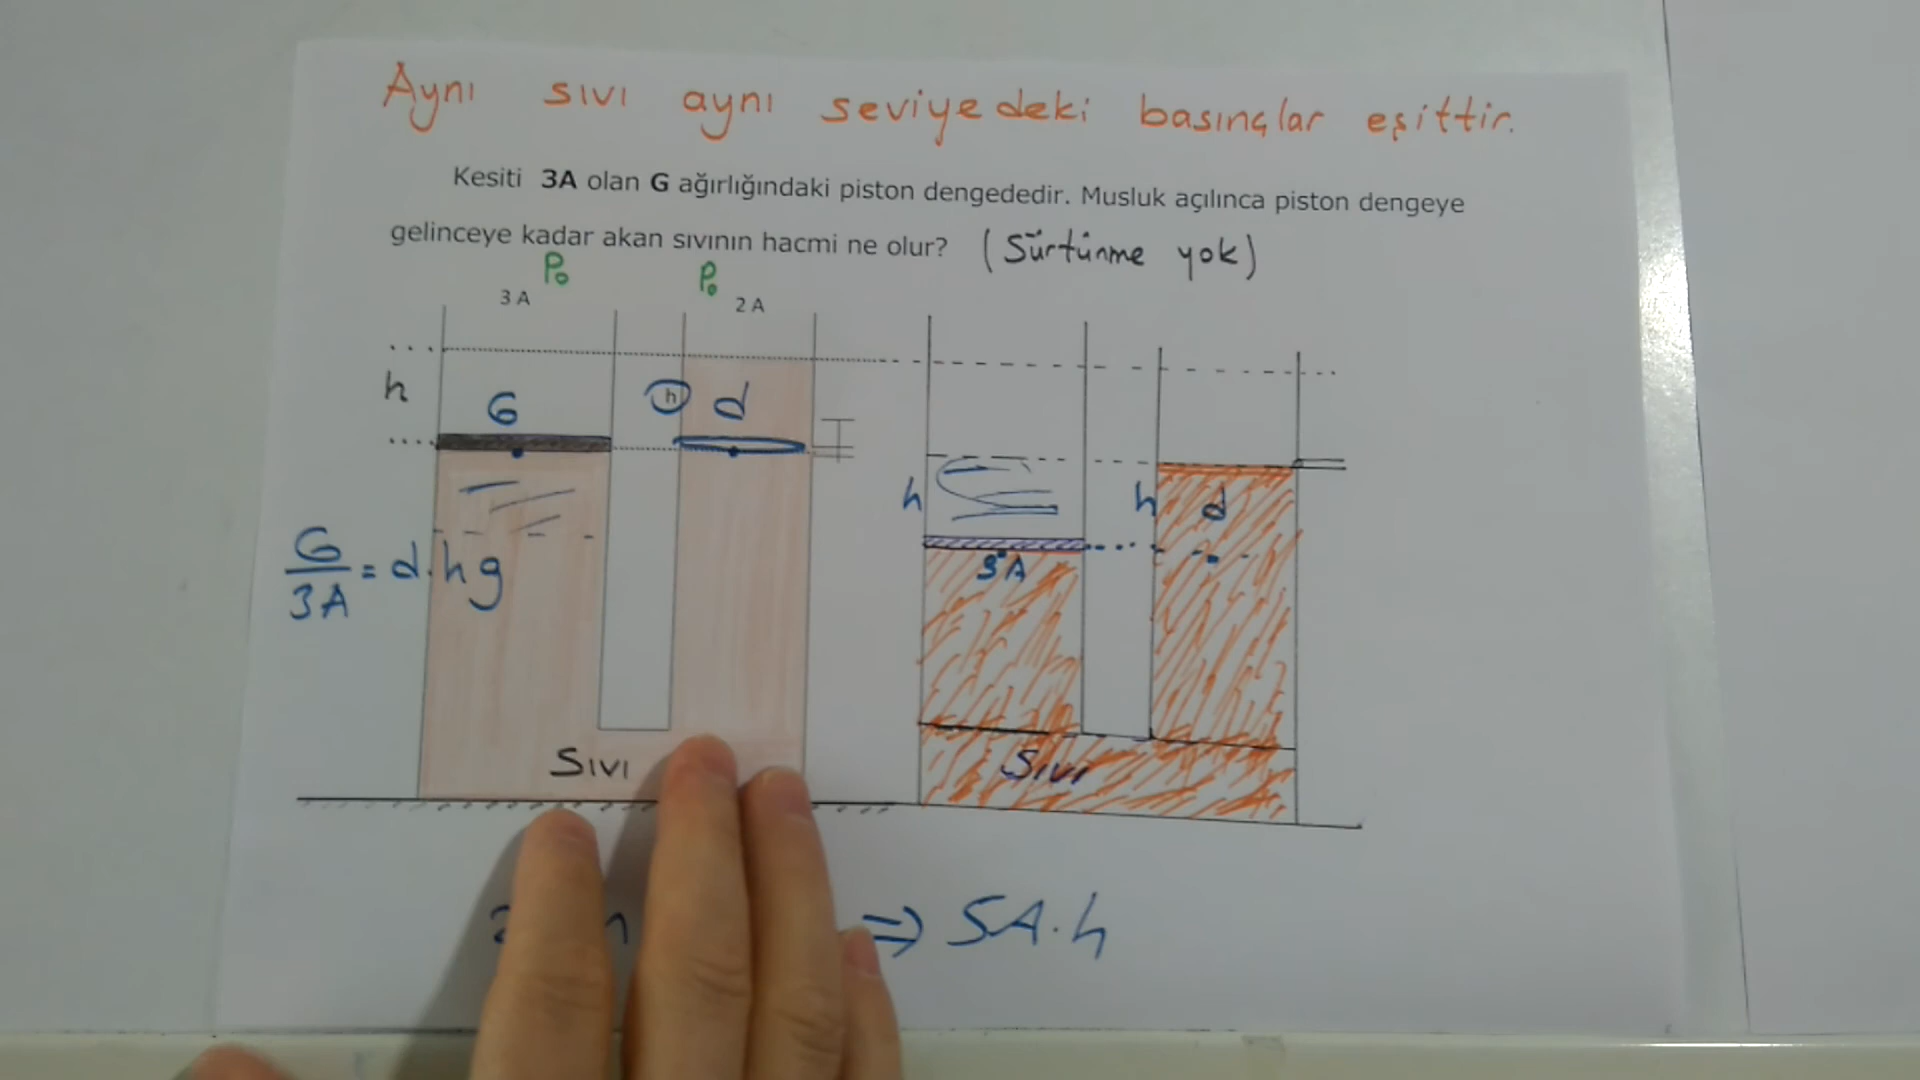 Aynı sıvı aynı seviyedeki basınçlar eşittir.
Kesiti 3A olan G ağırlığındaki piston dengededir. Musluk açılınca piston dengeye
gelinceye kadar akan sıvının hacmi ne olur? (Sürtünme yok)
P₀ P₀
3 A 2 A
h G h d
G/3A = d.hg
h h d
3A
Sıvı Sıvı
⇒ 5A.h